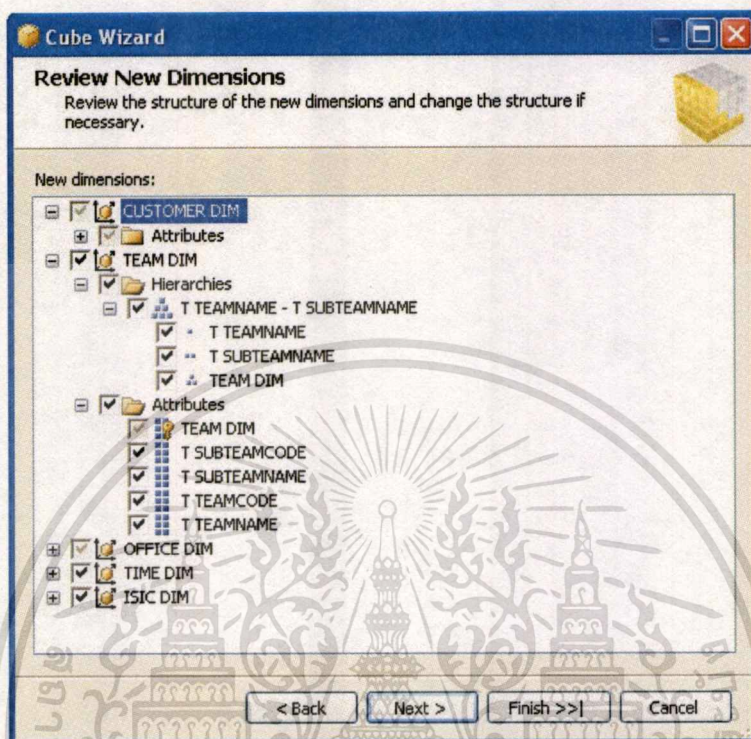 Cube Wizard
Review New Dimensions
Review the structure of the new dimensions and change the structure if
necessary.
New dimensions:
CUSTOMER DIM
Attributes
TEAM DIM
Hierarchies
T TEAMNAME - T SUBTEAMNAME
T TEAMNAME
T SUBTEAMNAME
TEAM DIM
Attributes
TEAM DIM
T SUBTEAMCODE
T SUBTEAMNAME
T TEAMCODE
T TEAMNAME
OFFICE DIM
TIME DIM
ISIC DIM
< Back
Next >
Finish >>|
Cancel